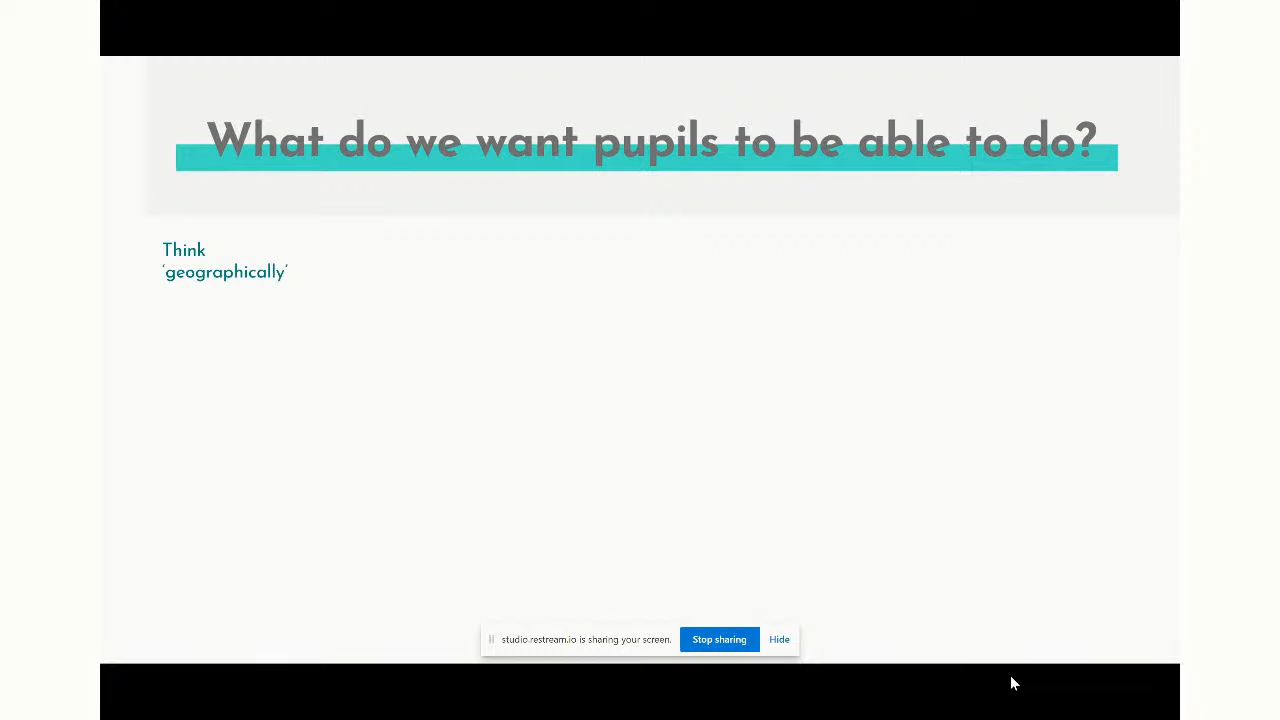 What do we want pupils to be able to do?
Think
‘geographically’
studio.restream.io is sharing your screen. Stop sharing Hide